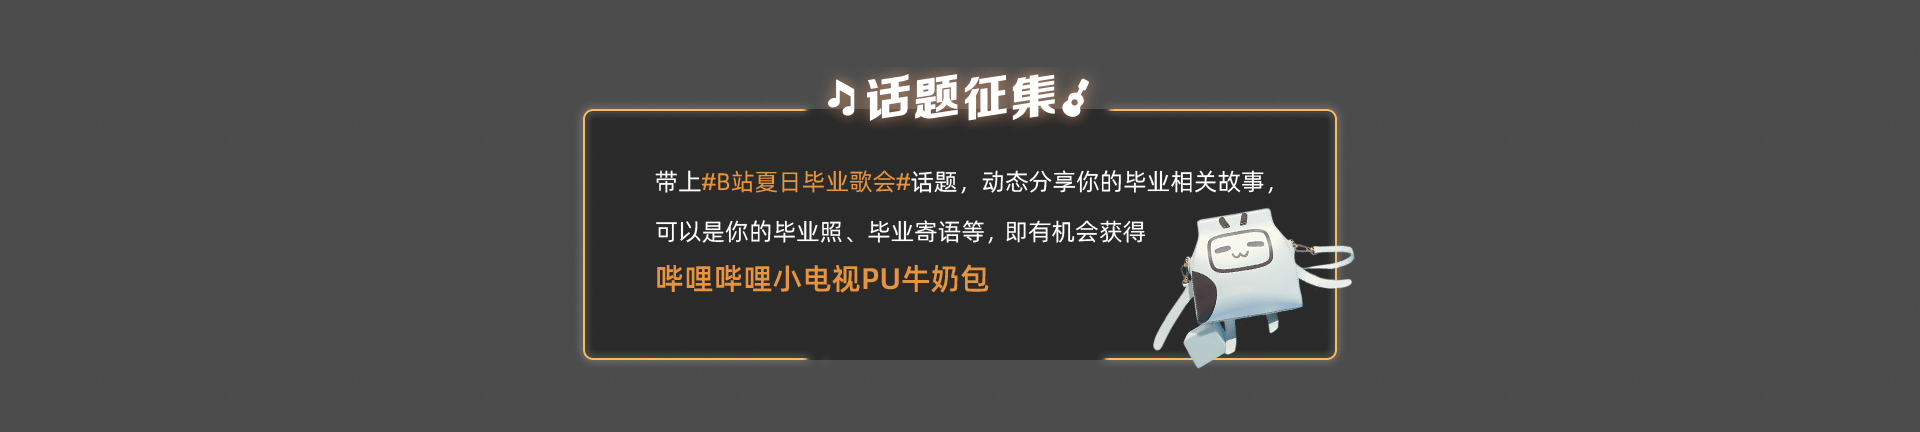 话题征集
带上#B站夏日毕业歌会#话题，动态分享你的毕业相关故事，
可以是你的毕业照、毕业寄语等，即有机会获得
哔哩哔哩小电视PU牛奶包